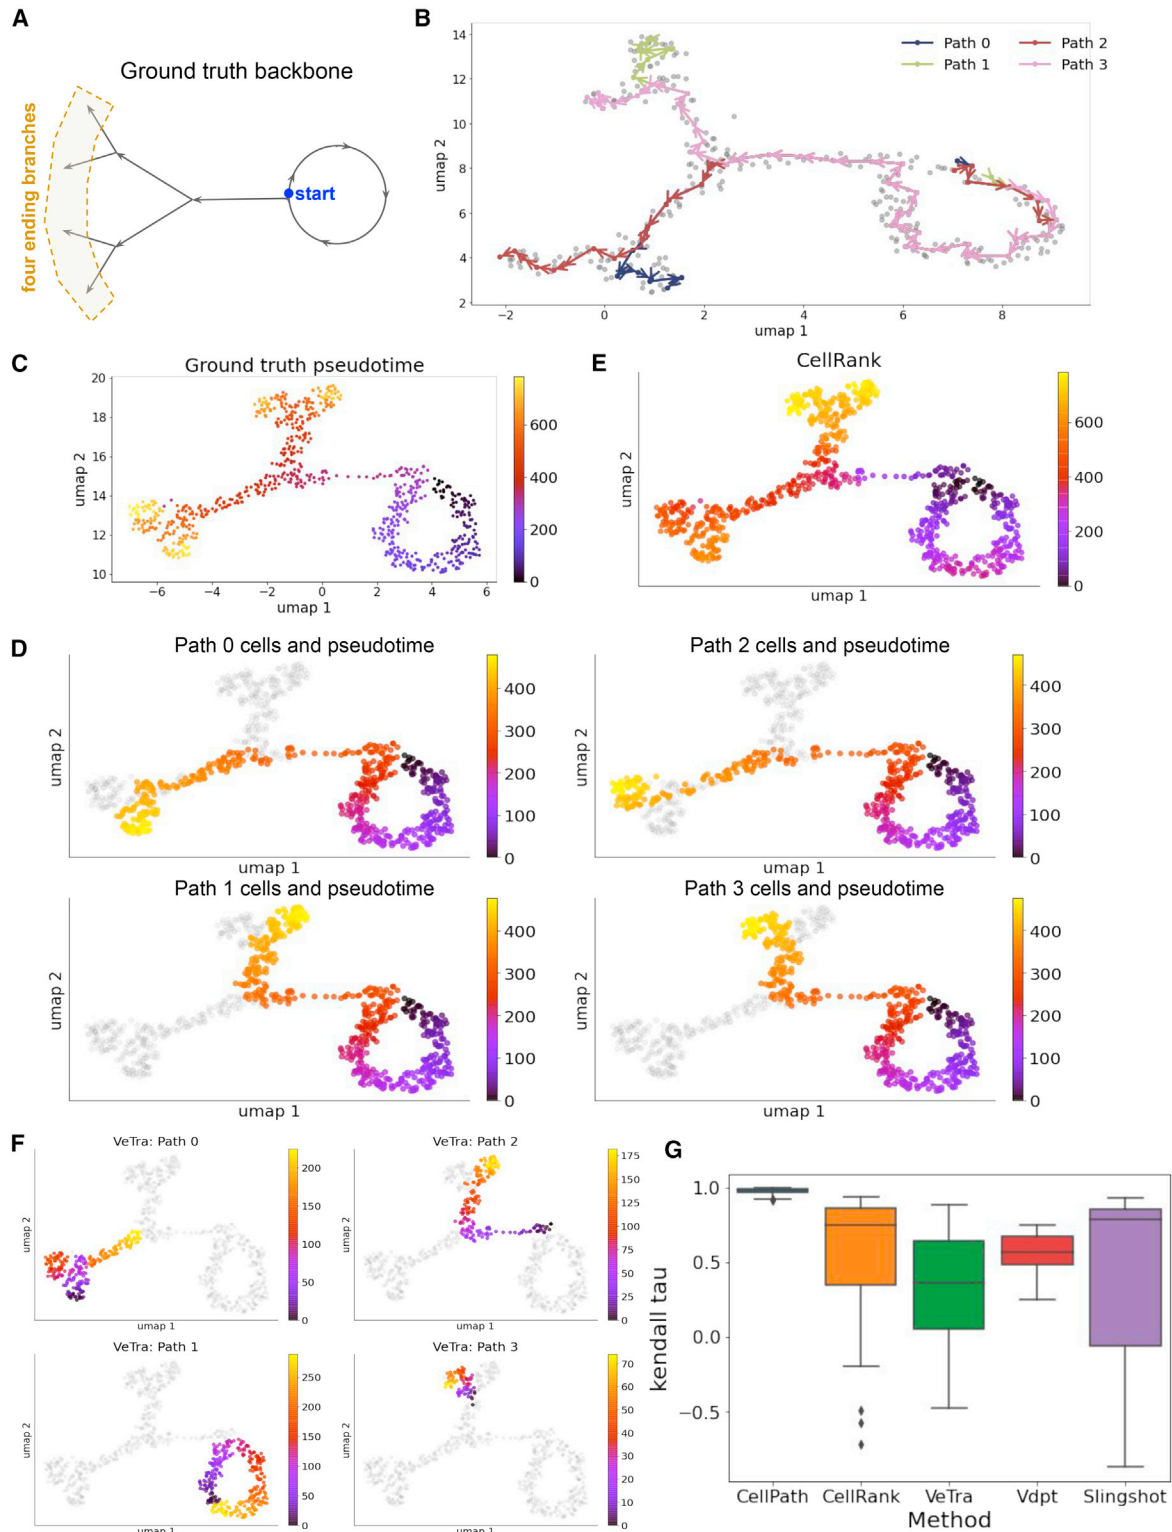 A
Ground truth backbone
four ending branches
start
B
14
12
10
8
6
4
2
umap 2
−2
0
2
4
6
8
umap 1
Path 0
Path 2
Path 1
Path 3
C
Ground truth pseudotime
20
18
16
14
12
10
umap 2
−6
−4
−2
0
2
4
6
umap 1
600
400
200
0
E
CellRank
umap 2
umap 1
600
400
200
0
D
Path 0 cells and pseudotime
umap 2
umap 1
400
300
200
100
0
Path 2 cells and pseudotime
umap 2
umap 1
400
300
200
100
0
Path 1 cells and pseudotime
umap 2
umap 1
400
300
200
100
0
Path 3 cells and pseudotime
umap 2
umap 1
400
300
200
100
0
F
VeTra: Path 0
umap 2
umap 1
200
150
100
50
0
VeTra: Path 2
umap 2
umap 1
175
150
125
100
75
50
25
0
VeTra: Path 1
umap 2
umap 1
250
200
150
100
50
0
VeTra: Path 3
umap 2
umap 1
70
60
50
40
30
20
10
0
G
1.0
0.5
0.0
−0.5
kendall tau
CellPath
CellRank
VeTra
Vdpt
Slingshot
Method